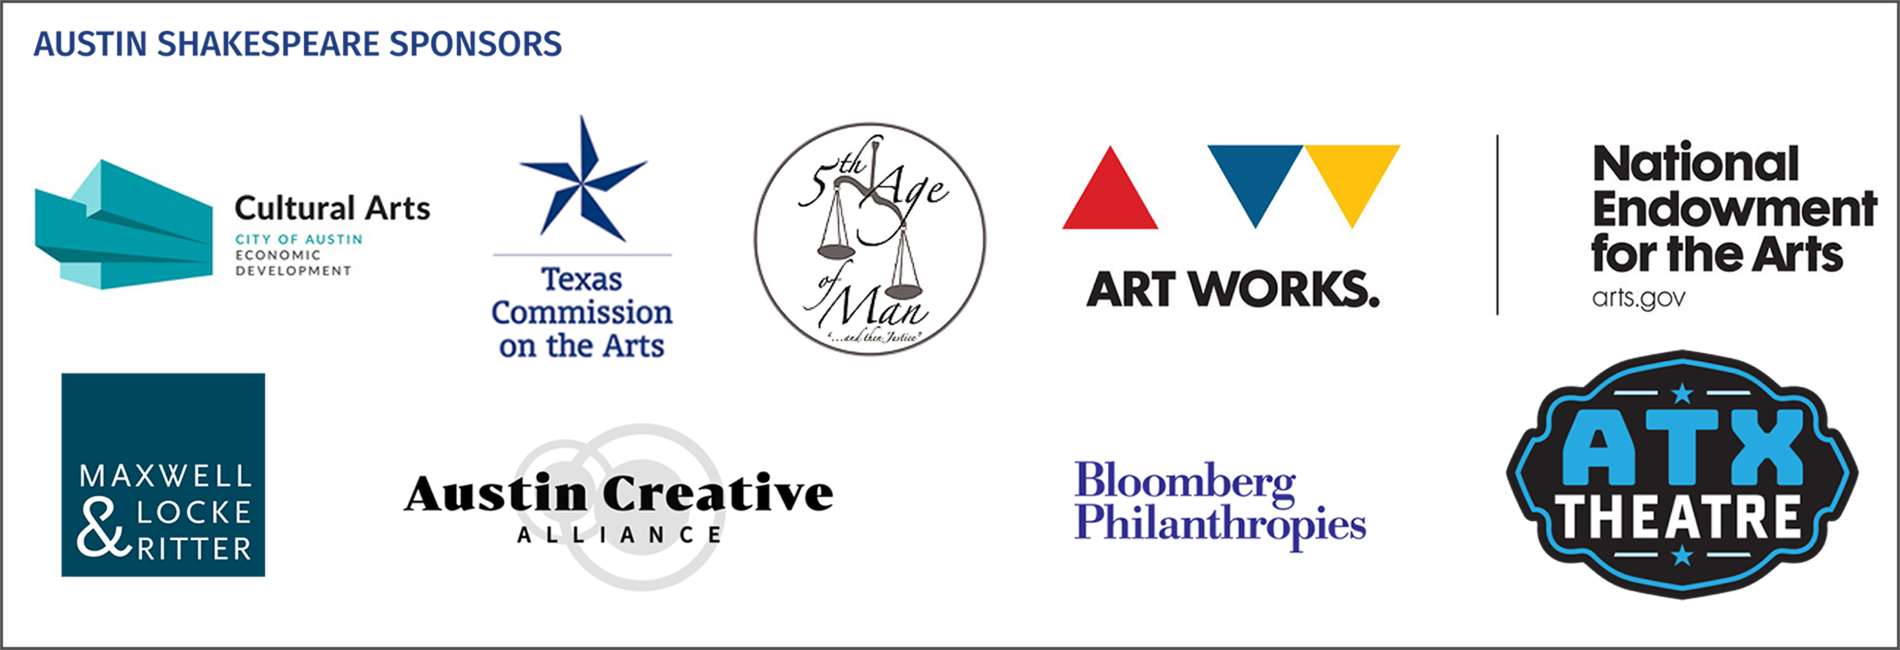 AUSTIN SHAKESPEARE SPONSORS
Cultural Arts
CITY OF AUSTIN
ECONOMIC
DEVELOPMENT
Texas
Commission
on the Arts
5th Age
of
Man
"...and then Justice"
ART WORKS.
National
Endowment
for the Arts
arts.gov
MAXWELL
& LOCKE
RITTER
Austin Creative
ALLIANCE
Bloomberg
Philanthropies
ATX
THEATRE